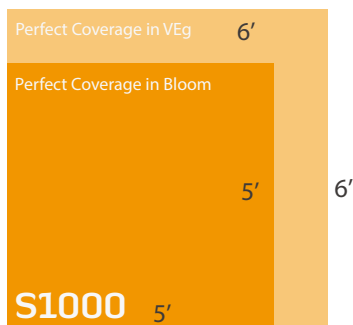 Perfect Coverage in VEg 6’
Perfect Coverage in Bloom
5’ 6’
S1000 5’